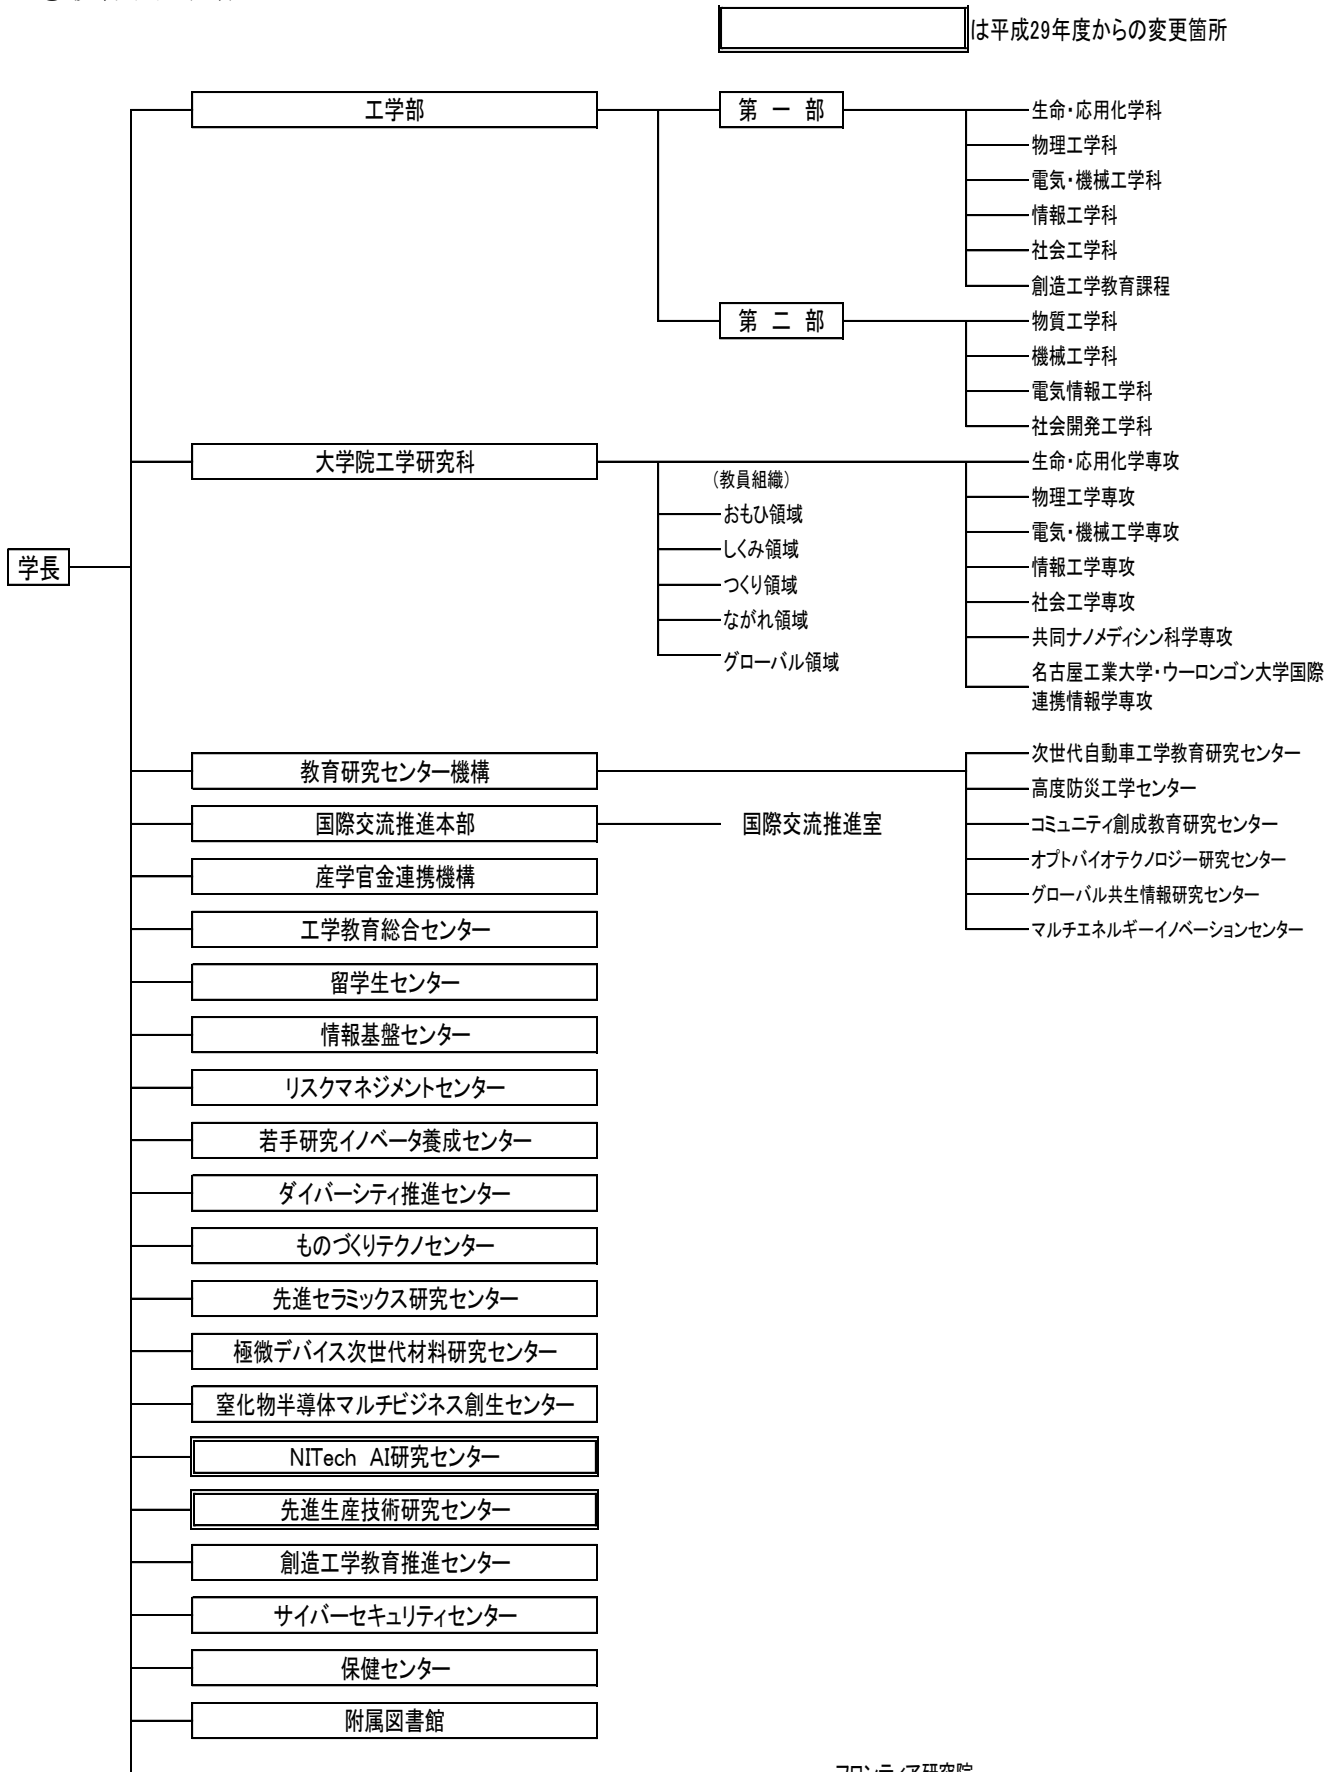 は平成29年度からの変更箇所
工学部
第 一 部
生命・応用化学科
物理工学科
電気・機械工学科
情報工学科
社会工学科
創造工学教育課程
第 二 部
物質工学科
機械工学科
電気情報工学科
社会開発工学科
学長
大学院工学研究科
(教員組織)
おもひ領域
しくみ領域
つくり領域
ながれ領域
グローバル領域
生命・応用化学専攻
物理工学専攻
電気・機械工学専攻
情報工学専攻
社会工学専攻
共同ナノメディシン科学専攻
名古屋工業大学・ウーロンゴン大学国際
連携情報学専攻
教育研究センター機構
次世代自動車工学教育研究センター
高度防災工学センター
コミュニティ創成教育研究センター
オプトバイオテクノロジー研究センター
グローバル共生情報研究センター
マルチエネルギーイノベーションセンター
国際交流推進本部
国際交流推進室
産学官金連携機構
工学教育総合センター
留学生センター
情報基盤センター
リスクマネジメントセンター
若手研究イノベータ養成センター
ダイバーシティ推進センター
ものづくりテクノセンター
先進セラミックス研究センター
極微デバイス次世代材料研究センター
窒化物半導体マルチビジネス創生センター
NITech AI研究センター
先進生産技術研究センター
創造工学教育推進センター
サイバーセキュリティセンター
保健センター
附属図書館
フロンティア研究院